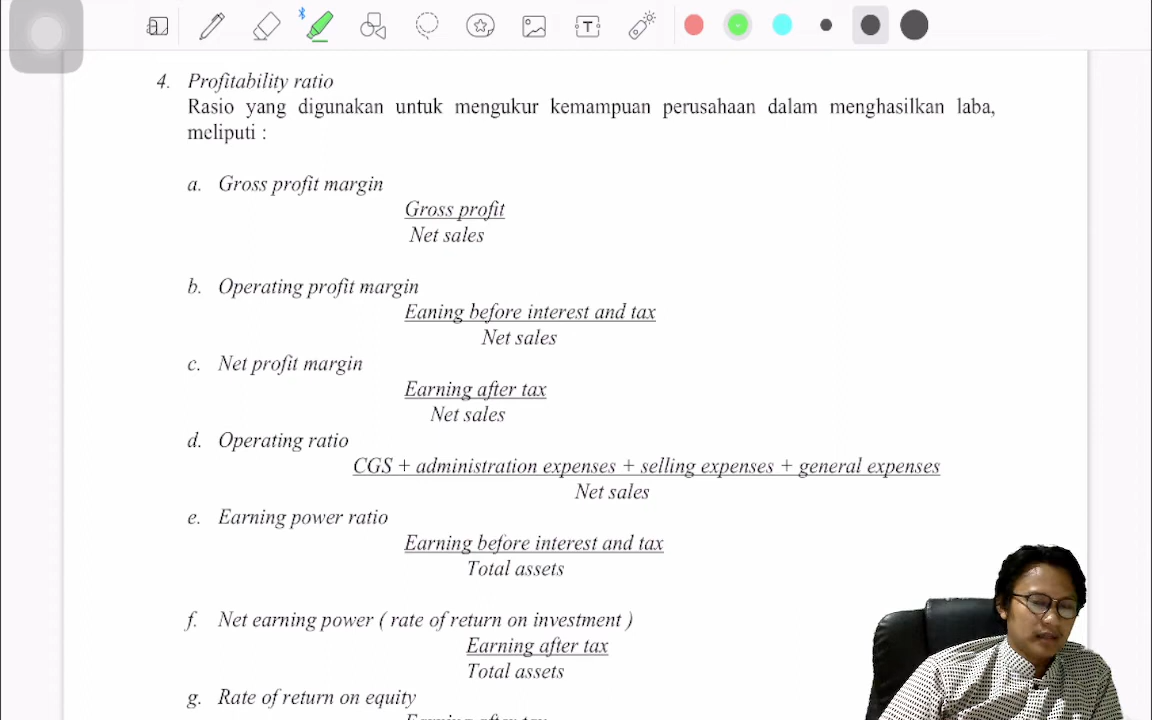 T
4. Profitability ratio
Rasio yang digunakan untuk mengukur kemampuan perusahaan dalam menghasilkan laba,
meliputi :
a. Gross profit margin
Gross profit
Net sales
b. Operating profit margin
Eaning before interest and tax
Net sales
c. Net profit margin
Earning after tax
Net sales
d. Operating ratio
CGS + administration expenses + selling expenses + general expenses
Net sales
e. Earning power ratio
Earning before interest and tax
Total assets
f. Net earning power ( rate of return on investment )
Earning after tax
Total assets
g. Rate of return on equity
Earning after tax